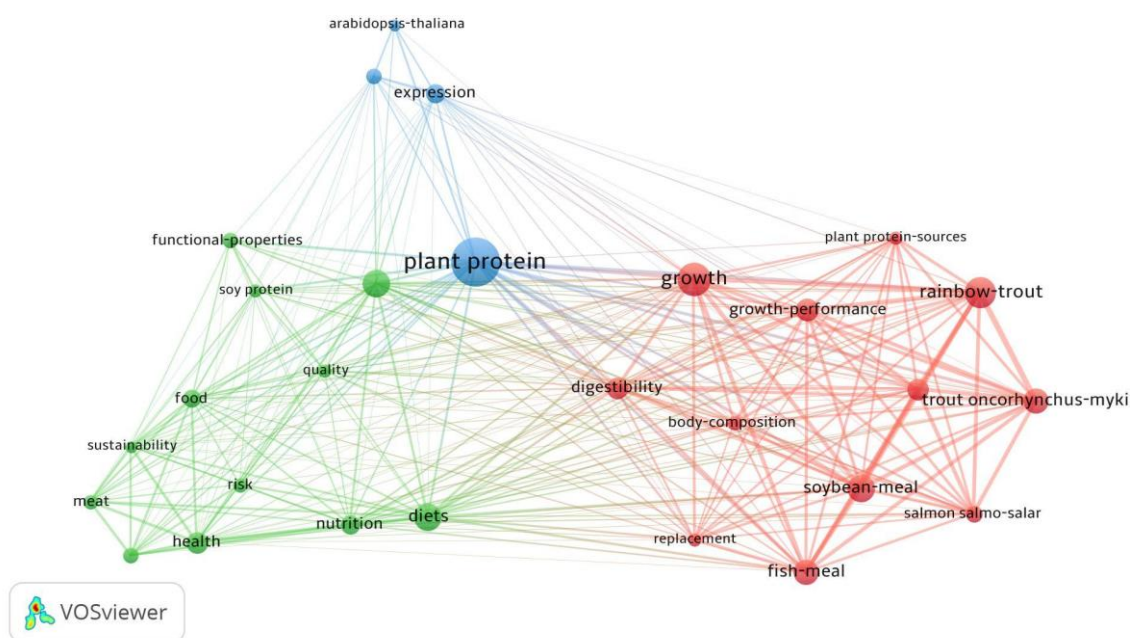 arabidopsis-thaliana
expression
functional-properties
plant protein-sources
plant protein
soy protein
growth
rainbow-trout
growth-performance
quality
digestibility
food
trout oncorhynchus-myki
body-composition
sustainability
risk
soybean-meal
meat
salmon salmo-salar
nutrition
diets
health
replacement
fish-meal
VOSviewer